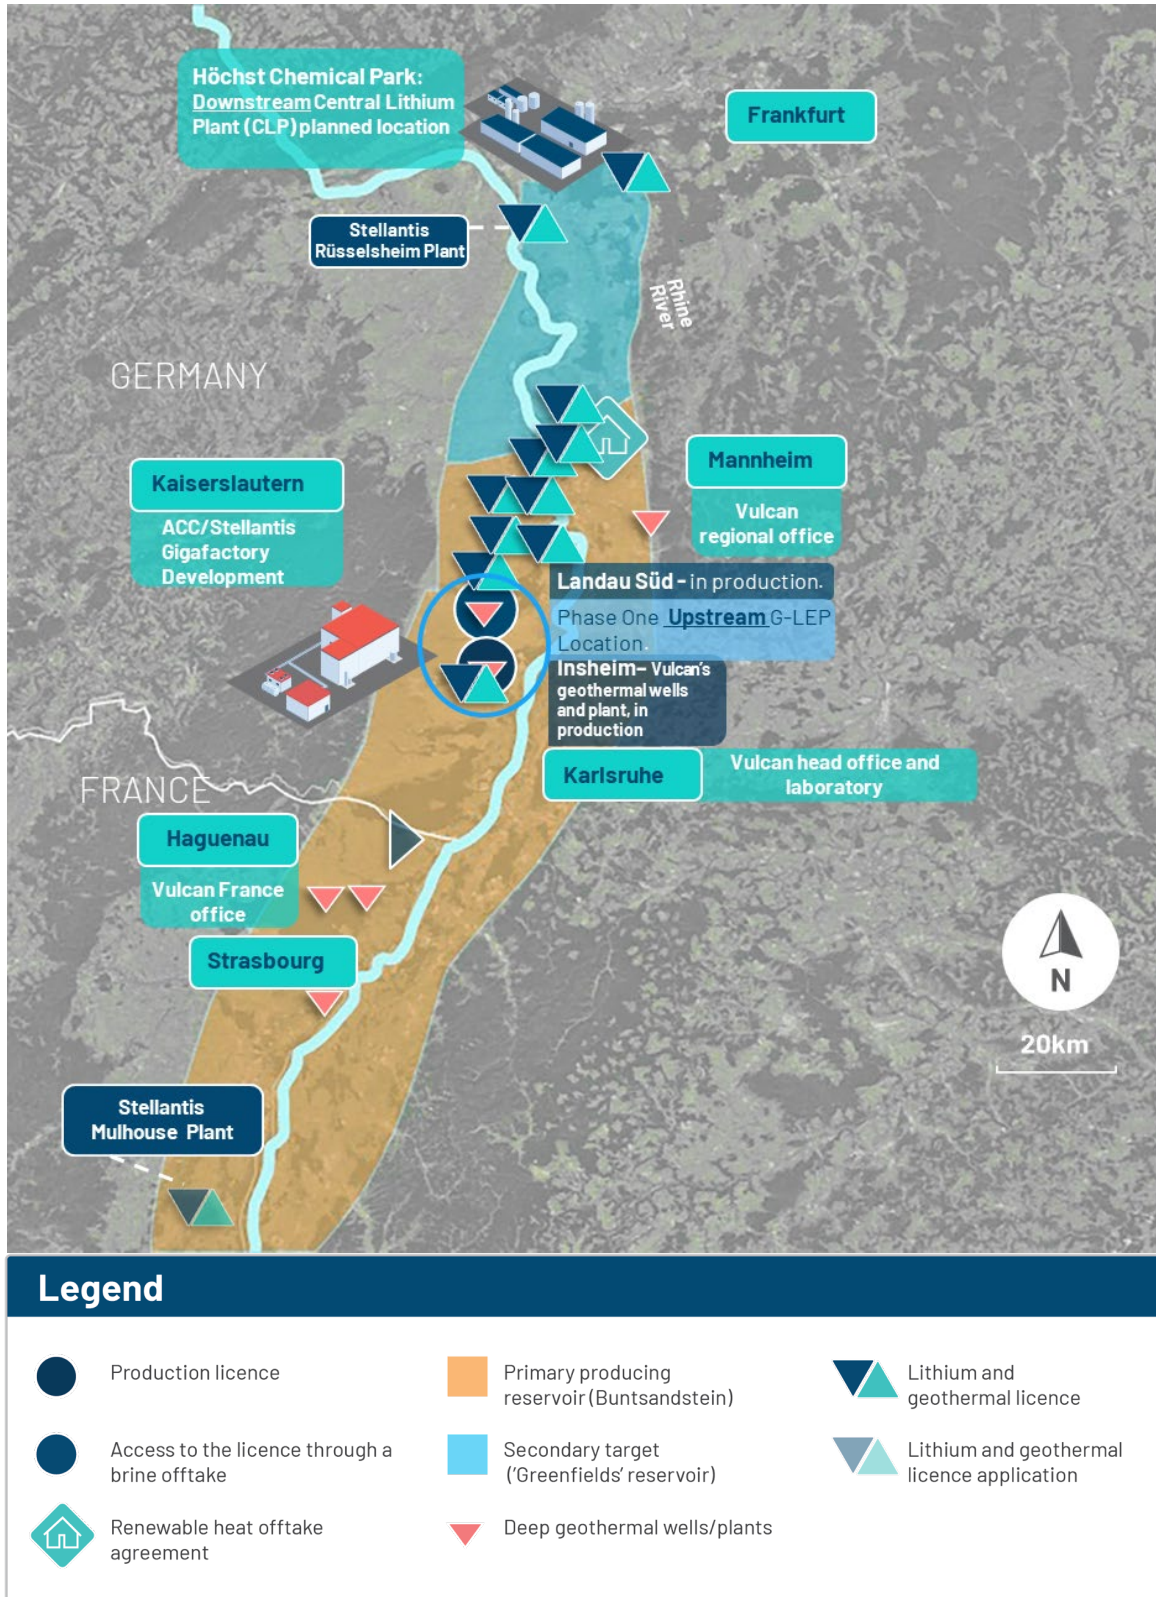 Höchst Chemical Park:
Downstream Central Lithium
Plant (CLP) planned location
Frankfurt
Stellantis
Rüsselsheim Plant
Rhine
River
GERMANY
Kaiserslautern
ACC/Stellantis
Gigafactory
Development
Mannheim
Vulcan
regional office
Landau Süd - in production.
Phase One Upstream G-LEP
Location.
Insheim– Vulcan's
geothermal wells
and plant, in
production
Karlsruhe
Vulcan head office and
laboratory
FRANCE
Haguenau
Vulcan France
office
Strasbourg
N
20km
Stellantis
Mulhouse Plant
Legend
Production licence
Access to the licence through a
brine offtake
Renewable heat offtake
agreement
Primary producing
reservoir (Buntsandstein)
Secondary target
('Greenfields' reservoir)
Deep geothermal wells/plants
Lithium and
geothermal licence
Lithium and geothermal
licence application